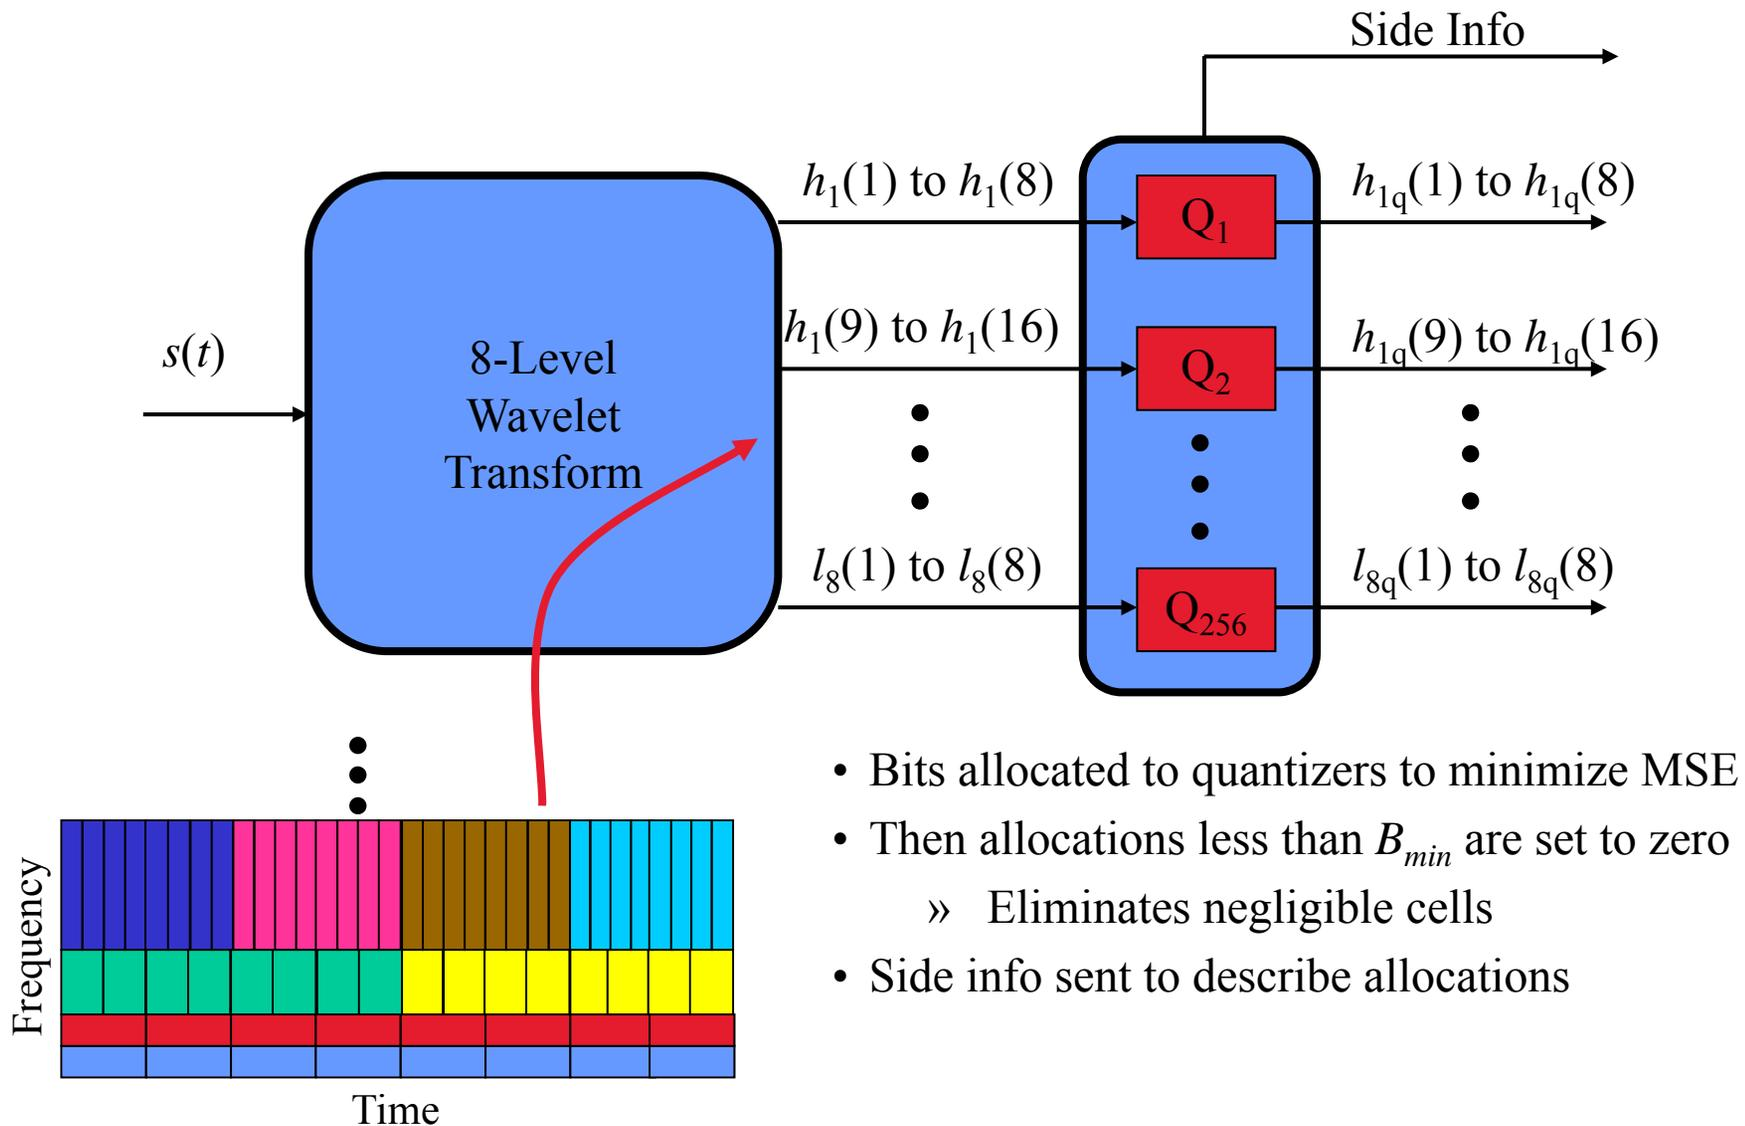 Side Info
h₁(1) to h₁(8)
Q₁
h₁q(1) to h₁q(8)
s(t)
8-Level
Wavelet
Transform
h₁(9) to h₁(16)
Q₂
h₁q(9) to h₁q(16)
l₈(1) to l₈(8)
Q₂₅₆
l₈q(1) to l₈q(8)
• Bits allocated to quantizers to minimize MSE
• Then allocations less than Bmin are set to zero
» Eliminates negligible cells
• Side info sent to describe allocations
Frequency
Time